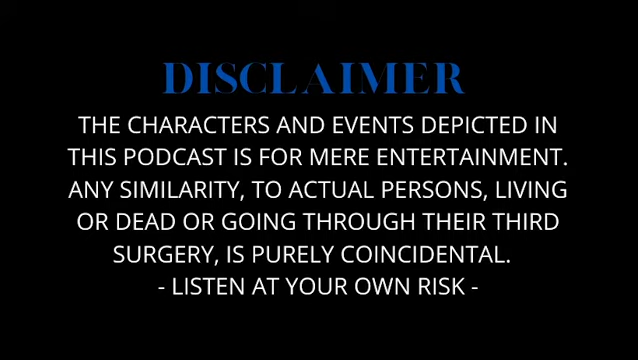 DISCLAIMER
THE CHARACTERS AND EVENTS DEPICTED IN
THIS PODCAST IS FOR MERE ENTERTAINMENT.
ANY SIMILARITY, TO ACTUAL PERSONS, LIVING
OR DEAD OR GOING THROUGH THEIR THIRD
SURGERY, IS PURELY COINCIDENTAL.
- LISTEN AT YOUR OWN RISK -